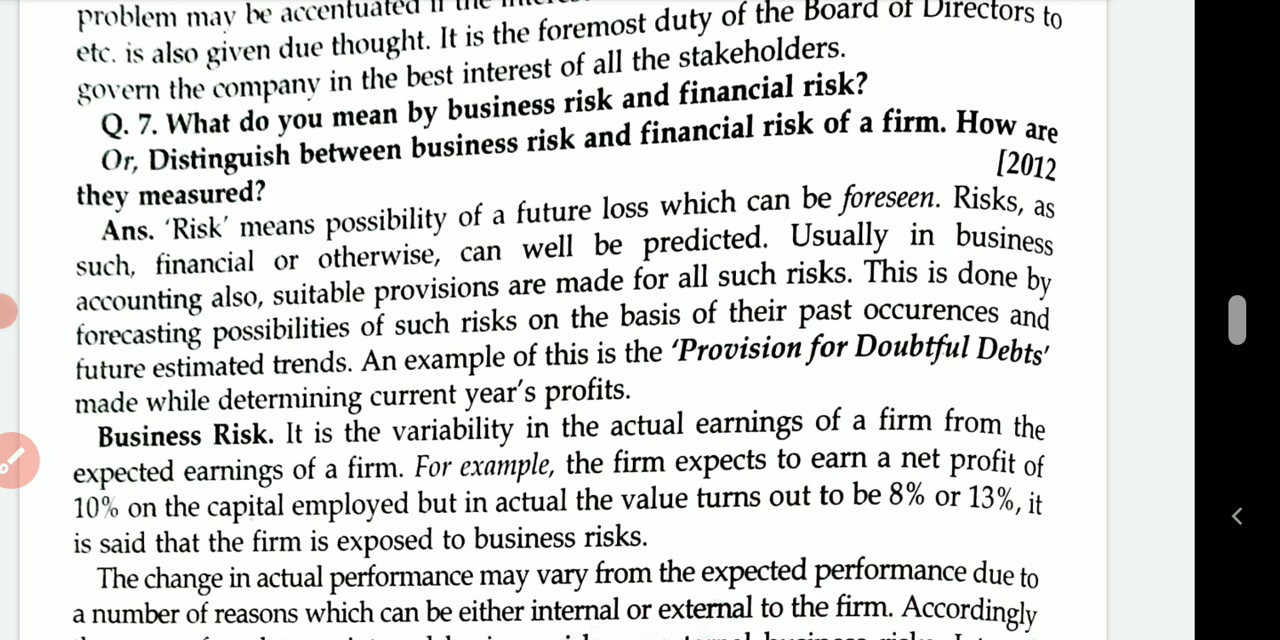 problem may be accentuated if the
etc. is also given due thought. It is the foremost duty of the Board of Directors to
govern the company in the best interest of all the stakeholders.
Q. 7. What do you mean by business risk and financial risk?
Or, Distinguish between business risk and financial risk of a firm. How are
they measured? [2012
Ans. 'Risk' means possibility of a future loss which can be foreseen. Risks, as
such, financial or otherwise, can well be predicted. Usually in business
accounting also, suitable provisions are made for all such risks. This is done by
forecasting possibilities of such risks on the basis of their past occurences and
future estimated trends. An example of this is the 'Provision for Doubtful Debts'
made while determining current year's profits.
Business Risk. It is the variability in the actual earnings of a firm from the
expected earnings of a firm. For example, the firm expects to earn a net profit of
10% on the capital employed but in actual the value turns out to be 8% or 13%, it
is said that the firm is exposed to business risks.
The change in actual performance may vary from the expected performance due to
a number of reasons which can be either internal or external to the firm. Accordingly